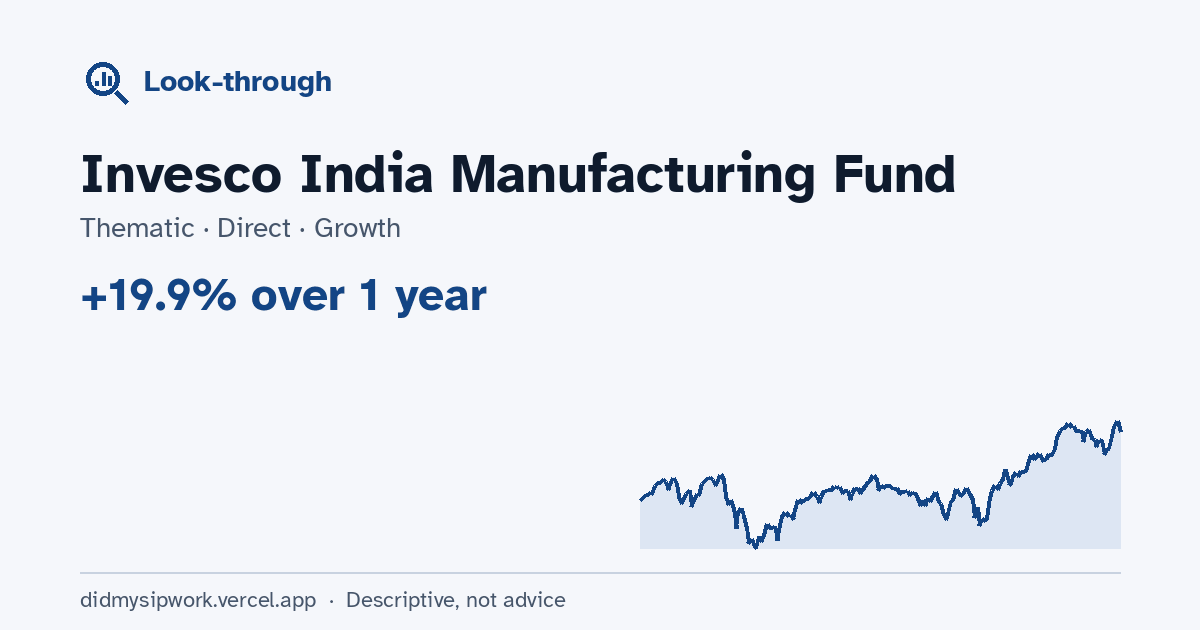 Look-through
Invesco India Manufacturing Fund
Thematic · Direct · Growth
+19.9% over 1 year
didmysipwork.vercel.app · Descriptive, not advice